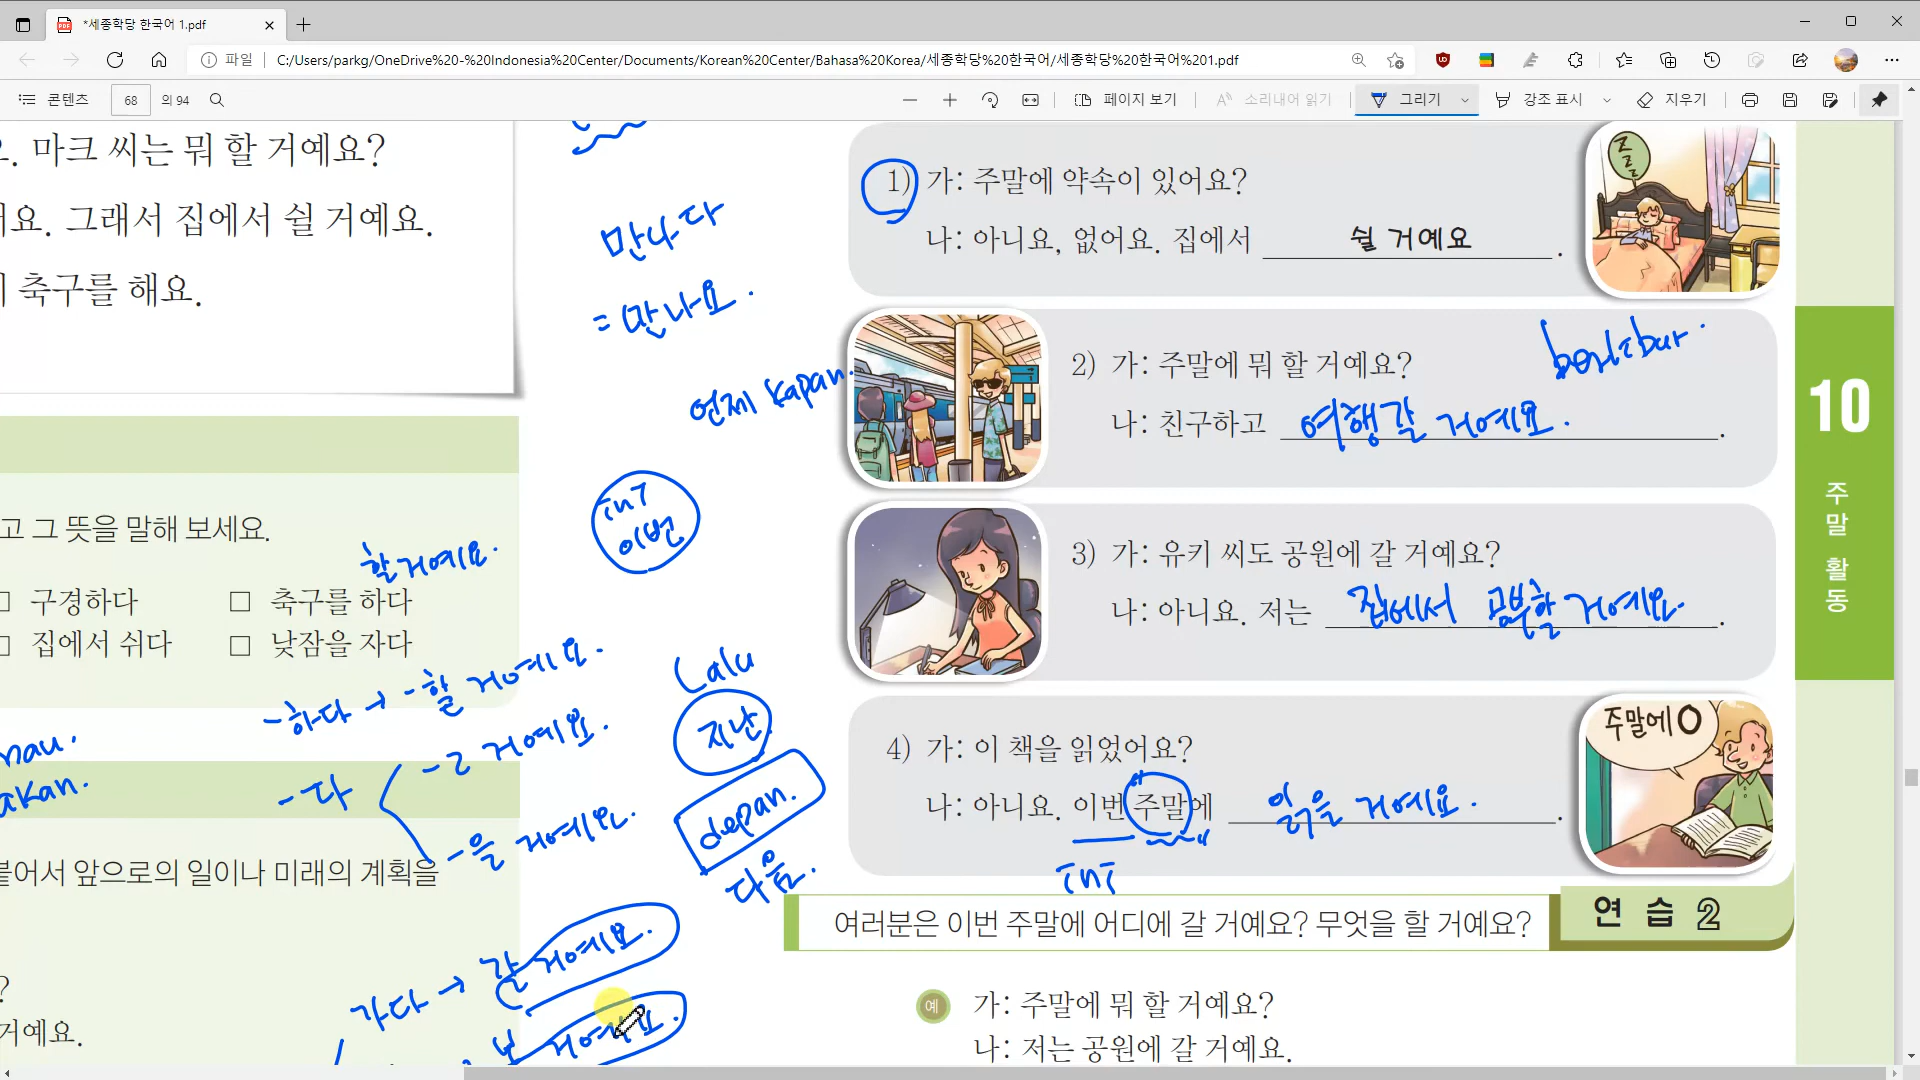 *세종학당 한국어 1.pdf
파일
C:/Users/parkg/OneDrive%20-%20Indonesia%20Center/Documents/Korean%20Center/Bahasa%20Korea/세종학당%20한국어/세종학당%20한국어%201.pdf
콘텐츠
68 의 94
페이지 보기
소리내어 읽기
그리기
강조 표시
지우기
요. 마크 씨는 뭐 할 거예요?
요. 그래서 집에서 쉴 거예요.
축구를 해요.
만나다
= 만나요.
언제 kapan.
ini
이번
고 그 뜻을 말해 보세요.
할거예요.
구경하다
축구를 하다
집에서 쉬다
낮잠을 자다
-하다 → -할 거예요.
-다
-ㄹ 거예요.
-을 거예요.
akan.
Lalu
지난
depan.
다음.
붙어서 앞으로의 일이나 미래의 계획을
가다 → 갈 거예요.
볼 거예요.
?
거예요.
1) 가: 주말에 약속이 있어요?
나: 아니요, 없어요. 집에서 쉴 거예요.
2) 가: 주말에 뭐 할 거예요?
berlibur.
나: 친구하고 여행갈 거예요.
3) 가: 유키 씨도 공원에 갈 거예요?
나: 아니요. 저는 집에서 공부할 거예요.
주말에 O
4) 가: 이 책을 읽었어요?
나: 아니요. 이번 주말에 읽을 거예요.
ini
여러분은 이번 주말에 어디에 갈 거예요? 무엇을 할 거예요?
연 습 2
예
가: 주말에 뭐 할 거예요?
나: 저는 공원에 갈 거예요.
10
주말 활동